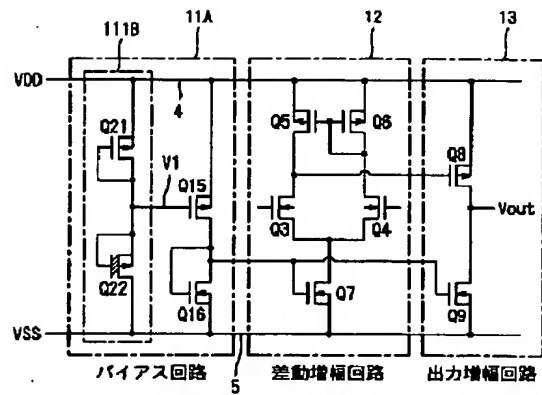 111B
11A
12
13
VDD
4
Q21
V1
Q15
Q22
Q16
Q5
Q6
Q3
Q4
Q7
Q8
Vout
Q9
VSS
5
バイアス回路
差動増幅回路
出力増幅回路